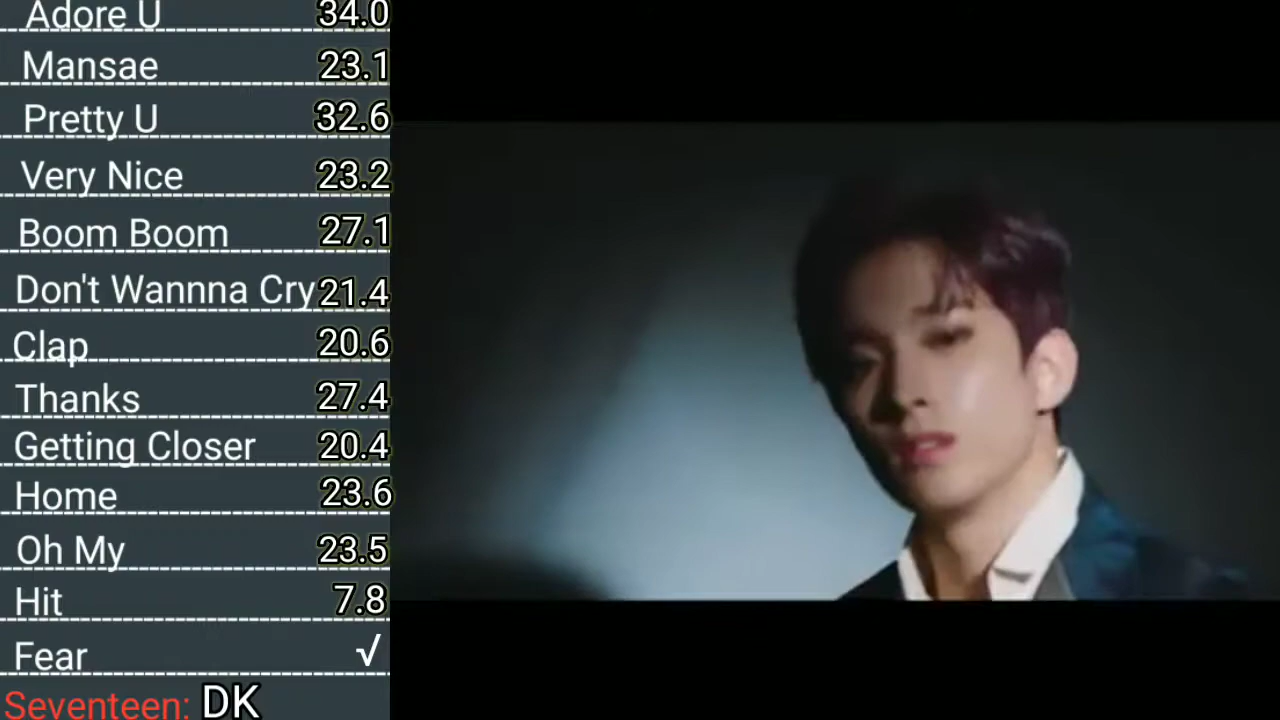 Adore U 34.0
Mansae 23.1
Pretty U 32.6
Very Nice 23.2
Boom Boom 27.1
Don't Wannna Cry 21.4
Clap 20.6
Thanks 27.4
Getting Closer 20.4
Home 23.6
Oh My 23.5
Hit 7.8
Fear √
Seventeen: DK